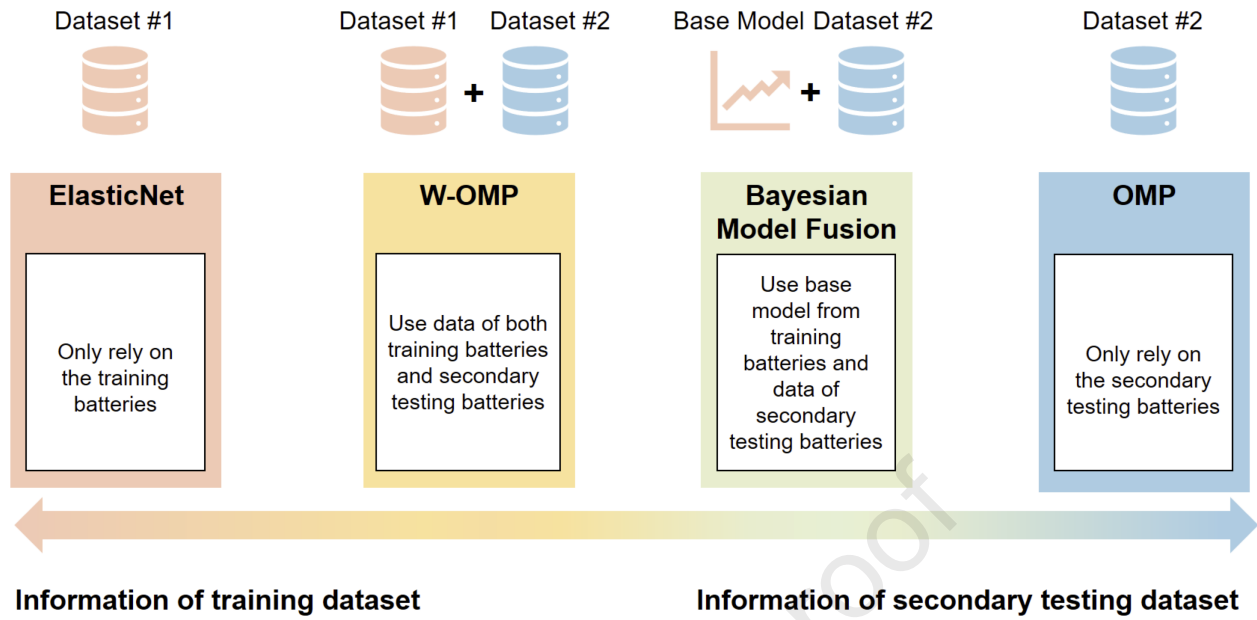 Dataset #1
Dataset #1
Dataset #2
Base Model
Dataset #2
Dataset #2
+
+
ElasticNet
Only rely on
the training
batteries
W-OMP
Use data of both
training batteries
and secondary
testing batteries
Bayesian
Model Fusion
Use base
model from
training
batteries and
data of
secondary
testing batteries
OMP
Only rely on
the secondary
testing batteries
roof
Information of training dataset
Information of secondary testing dataset